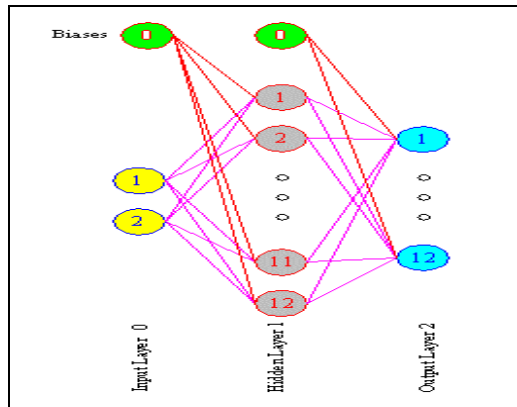 Biases 0 0
1
2 1
1
2
11 12
12
Input Layer 0
Hidden Layer 1
Output Layer 2